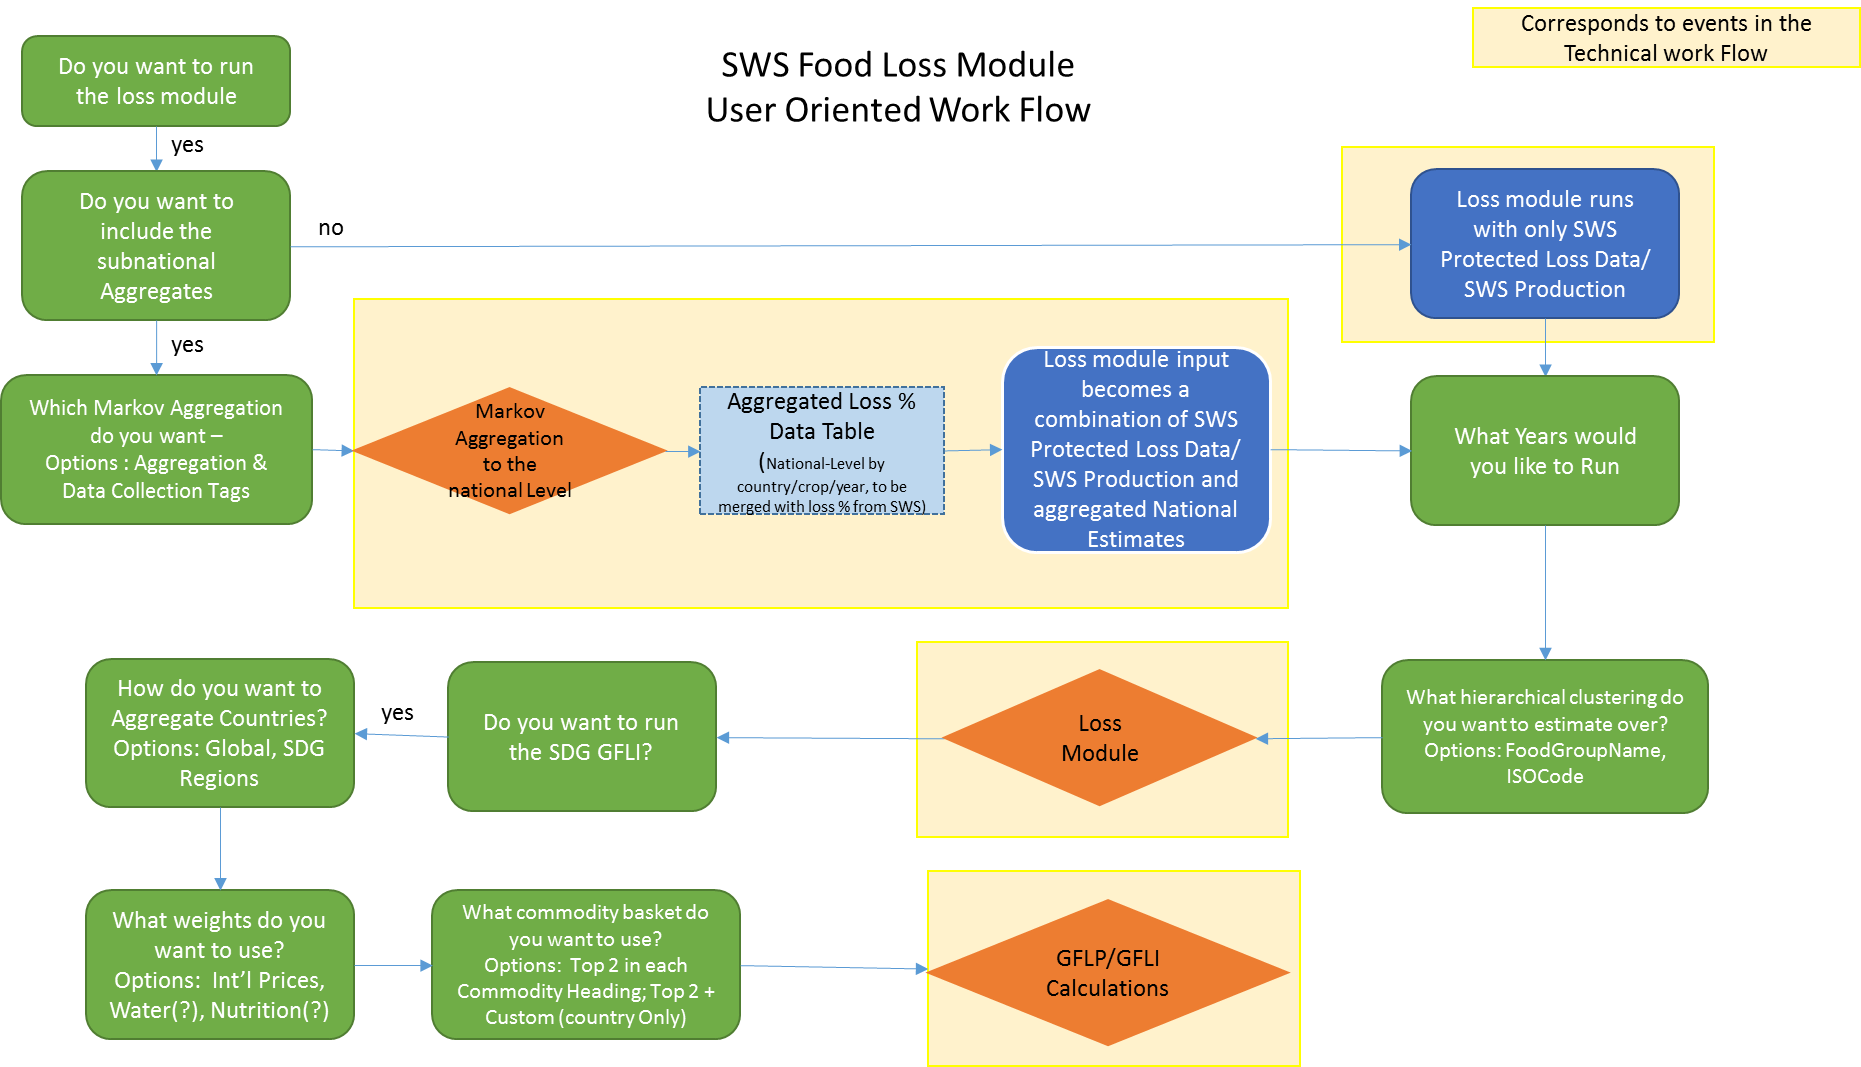 Corresponds to events in the
Technical work Flow
SWS Food Loss Module
User Oriented Work Flow
Do you want to run
the loss module
yes
Do you want to
include the
subnational
Aggregates
no
Loss module runs
with only SWS
Protected Loss Data/
SWS Production
yes
Which Markov Aggregation
do you want –
Options : Aggregation &
Data Collection Tags
Markov
Aggregation
to the
national Level
Aggregated Loss %
Data Table
(National-Level by
country/crop/year, to be
merged with loss % from SWS)
Loss module input
becomes a
combination of SWS
Protected Loss Data/
SWS Production and
aggregated National
Estimates
What Years would
you like to Run
What hierarchical clustering do
you want to estimate over?
Options: FoodGroupName,
ISOCode
Loss
Module
Do you want to run
the SDG GFLI?
yes
How do you want to
Aggregate Countries?
Options: Global, SDG
Regions
What weights do you
want to use?
Options:  Int'l Prices,
Water(?), Nutrition(?)
What commodity basket do
you want to use?
Options:  Top 2 in each
Commodity Heading; Top 2 +
Custom (country Only)
GFLP/GFLI
Calculations